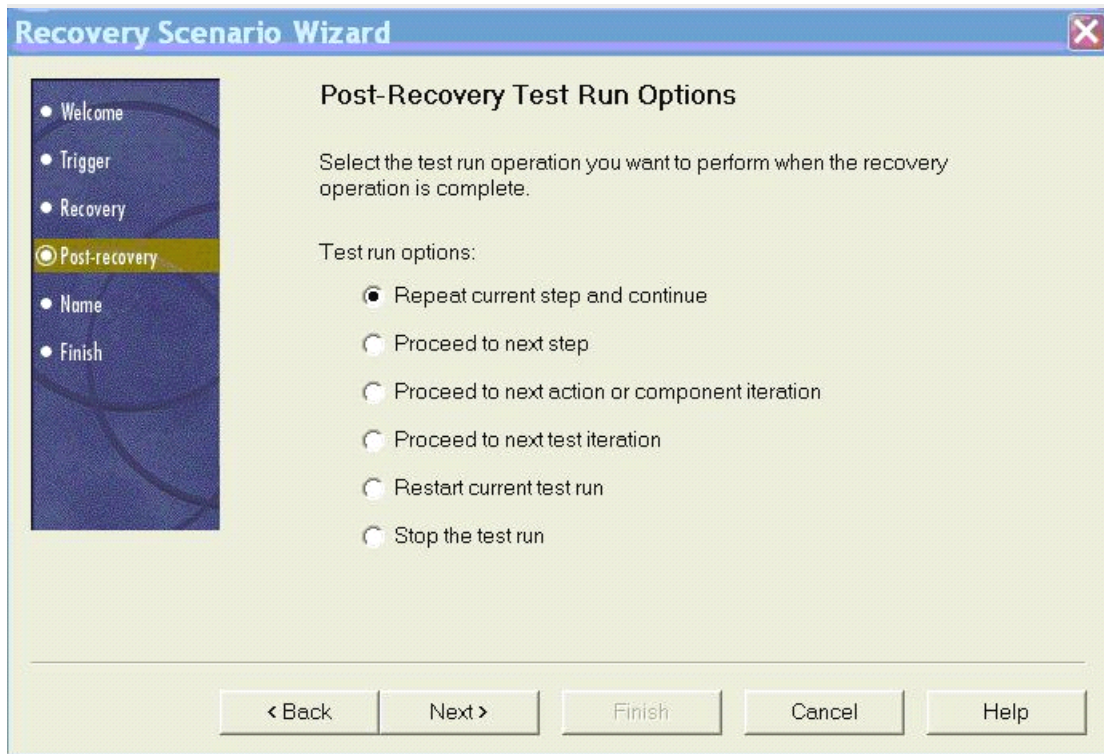 Recovery Scenario Wizard
Welcome
Trigger
Recovery
Post-recovery
Name
Finish
Post-Recovery Test Run Options
Select the test run operation you want to perform when the recovery
operation is complete.
Test run options:
Repeat current step and continue
Proceed to next step
Proceed to next action or component iteration
Proceed to next test iteration
Restart current test run
Stop the test run
< Back
Next >
Finish
Cancel
Help